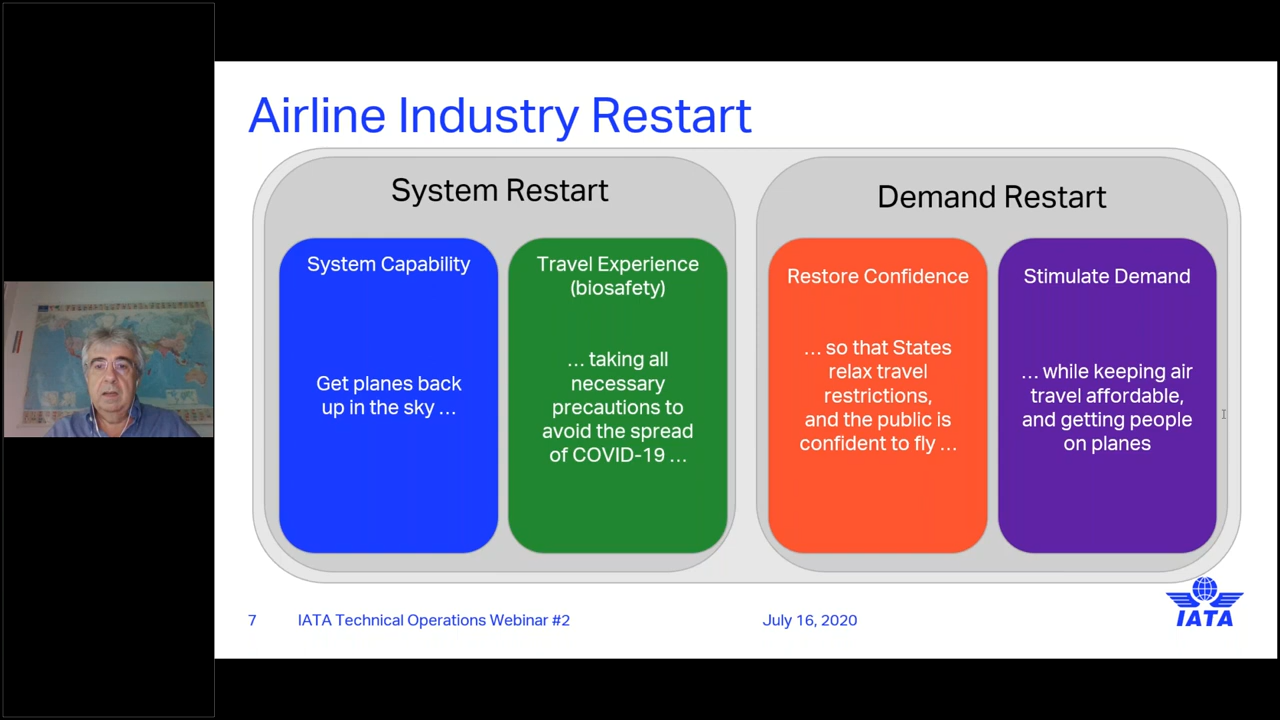 Airline Industry Restart
System Restart
System Capability
Get planes back
up in the sky ...
Travel Experience
(biosafety)
... taking all
necessary
precautions to
avoid the spread
of COVID-19 ...
Demand Restart
Restore Confidence
... so that States
relax travel
restrictions,
and the public is
confident to fly ...
Stimulate Demand
... while keeping air
travel affordable,
and getting people
on planes
7
IATA Technical Operations Webinar #2
July 16, 2020
IATA